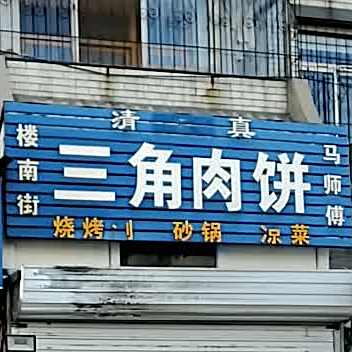 清真
楼南街
三角肉饼
马师傅
烧烤 砂锅 凉菜